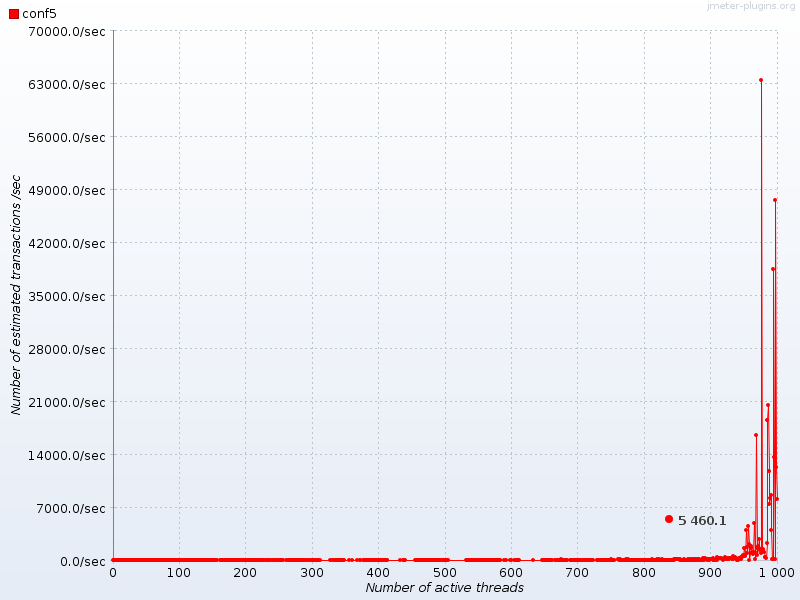 conf5
jmeter-plugins.org
70000.0/sec
63000.0/sec
56000.0/sec
49000.0/sec
42000.0/sec
35000.0/sec
28000.0/sec
21000.0/sec
14000.0/sec
7000.0/sec
0.0/sec
Number of estimated transactions /sec
5 460.1
0 100 200 300 400 500 600 700 800 900 1 000
Number of active threads